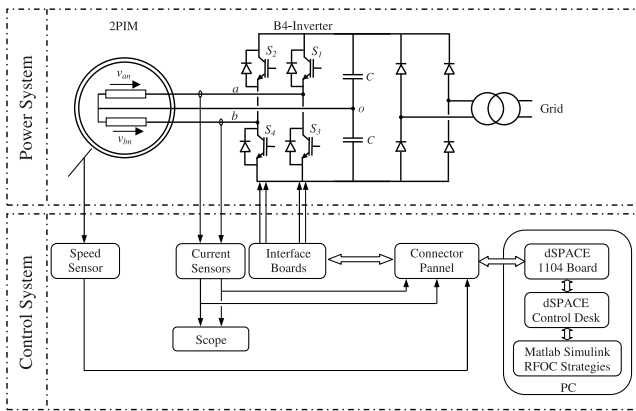 2PIM
B4-Inverter
Power System
v_an
v_bn
a
b
o
S_2
S_1
S_4
S_3
C
C
Grid
Control System
Speed
Sensor
Current
Sensors
Interface
Boards
Connector
Pannel
Scope
dSPACE
1104 Board
dSPACE
Control Desk
Matlab Simulink
RFOC Strategies
PC